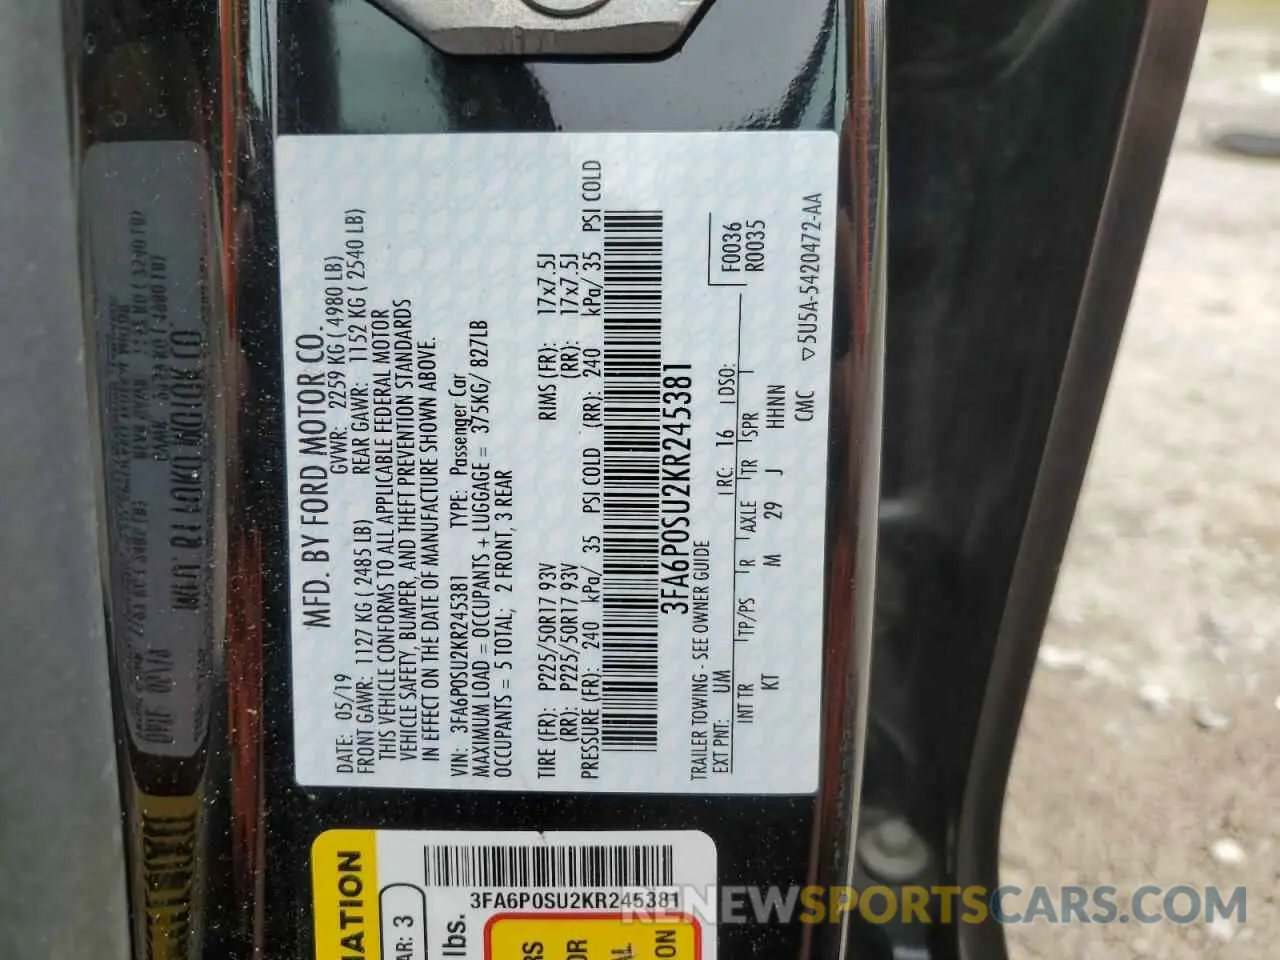 MFD. BY FORD MOTOR CO.
DATE: 05/19 GVWR: 2259 KG ( 4980 LB)
FRONT GAWR: 1127 KG ( 2485 LB) REAR GAWR: 1152 KG ( 2540 LB)
THIS VEHICLE CONFORMS TO ALL APPLICABLE FEDERAL MOTOR
VEHICLE SAFETY, BUMPER, AND THEFT PREVENTION STANDARDS
IN EFFECT ON THE DATE OF MANUFACTURE SHOWN ABOVE.
VIN: 3FA6P0SU2KR245381 TYPE: Passenger Car
MAXIMUM LOAD = OCCUPANTS + LUGGAGE = 375KG/ 827LB
OCCUPANTS = 5 TOTAL; 2 FRONT, 3 REAR
TIRE (FR): P225/50R17 93V RIMS (FR): 17x7.5J
(RR): P225/50R17 93V (RR): 17x7.5J
PRESSURE (FR): 240 kPa/ 35 PSI COLD (RR): 240 kPa/ 35 PSI COLD
3FA6P0SU2KR245381
TRAILER TOWING - SEE OWNER GUIDE
F0036
R0035
EXT PNT: UM RC: 16 DSO:
INT TR TP/PS R AXLE TR SPR
KT M 29 J HHNN
CMC ▽5U5A-5420472-AA
3FA6P0SU2KR245381
AR: 3
lbs.
RENEWSPORTSCARS.COM